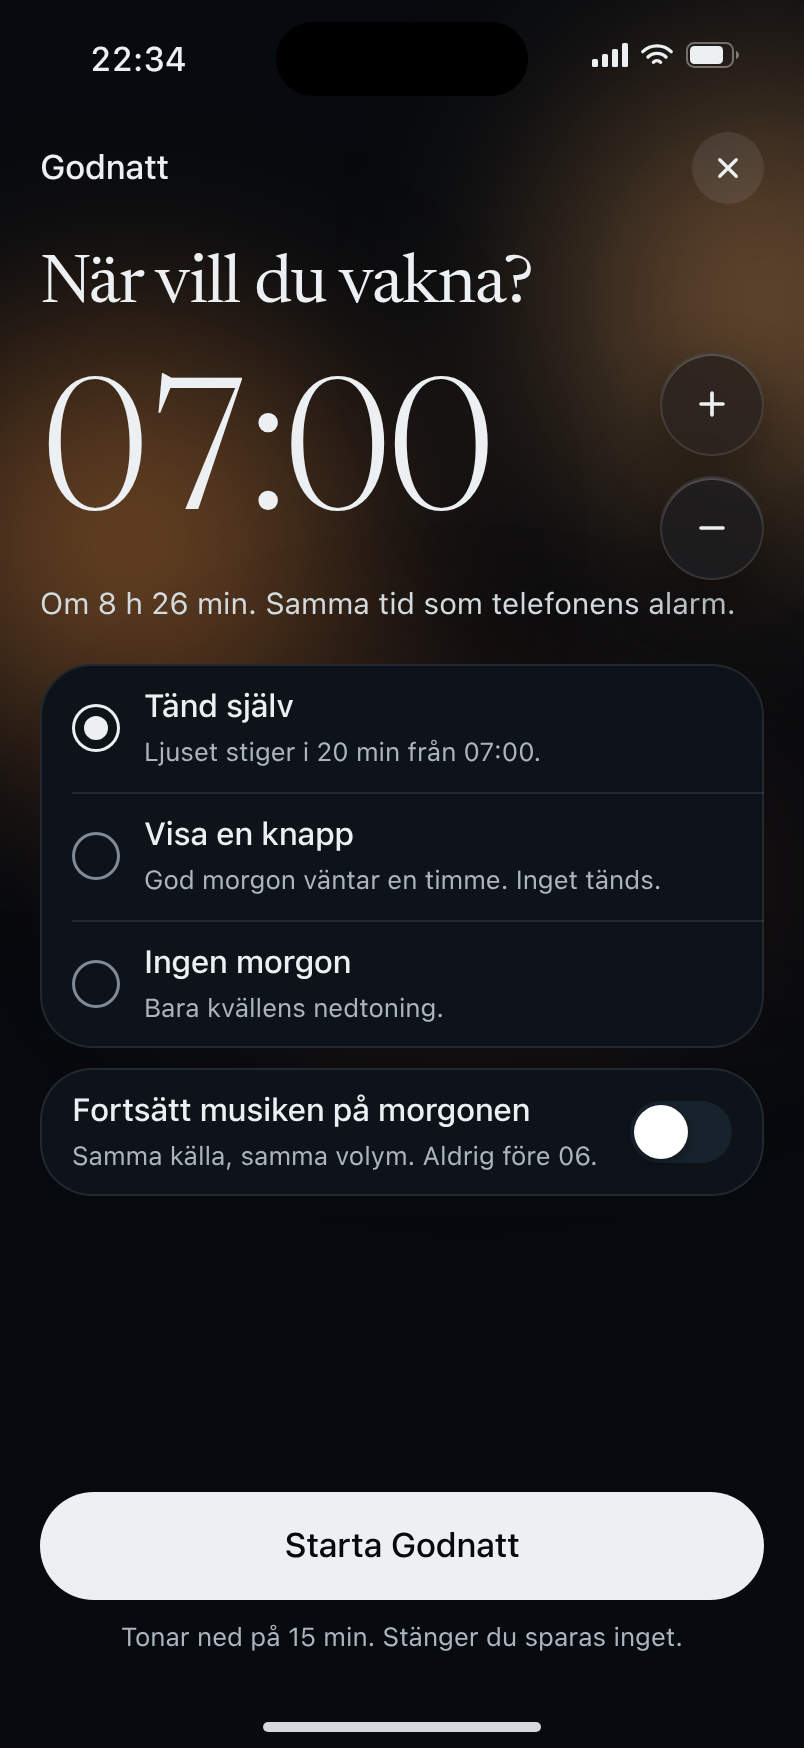 22:34
Godnatt
När vill du vakna?
07:00
Om 8 h 26 min. Samma tid som telefonens alarm.
Tänd själv
Ljuset stiger i 20 min från 07:00.
Visa en knapp
God morgon väntar en timme. Inget tänds.
Ingen morgon
Bara kvällens nedtoning.
Fortsätt musiken på morgonen
Samma källa, samma volym. Aldrig före 06.
Starta Godnatt
Tonar ned på 15 min. Stänger du sparas inget.